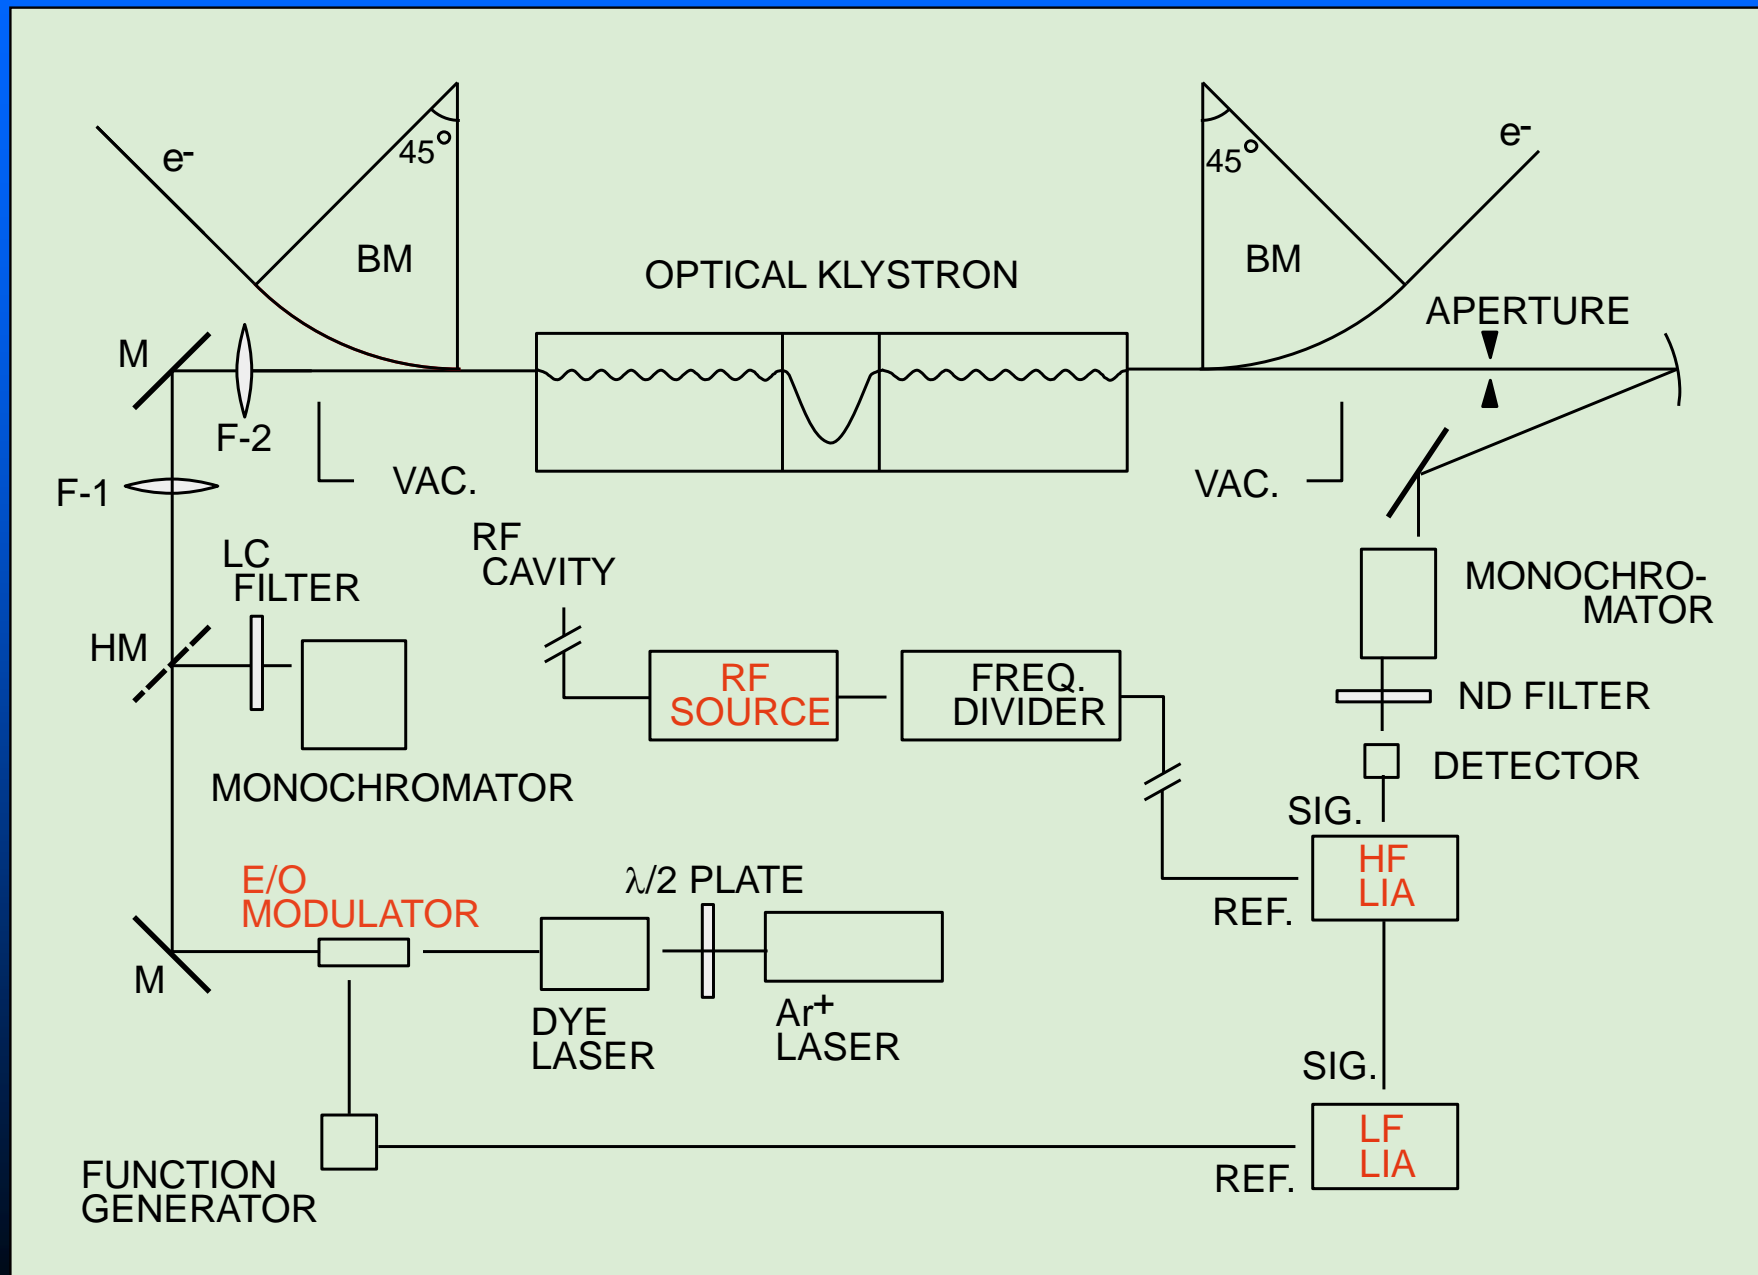 e-
45°
BM
OPTICAL KLYSTRON
45°
e-
BM
APERTURE
M
F-2
VAC.
VAC.
F-1
LC
FILTER
RF
CAVITY
MONOCHRO-
MATOR
HM
RF
SOURCE
FREQ.
DIVIDER
ND FILTER
MONOCHROMATOR
DETECTOR
SIG.
HF
LIA
REF.
E/O
MODULATOR
λ/2 PLATE
M
DYE
LASER
Ar+
LASER
SIG.
LF
LIA
REF.
FUNCTION
GENERATOR